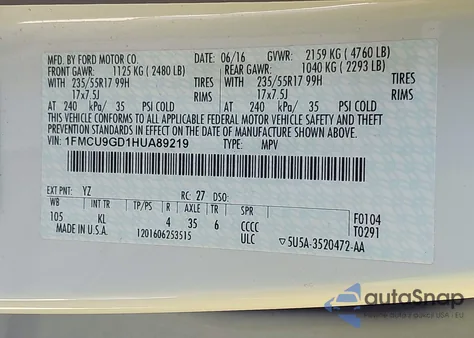 MFD. BY FORD MOTOR CO. 06/16 GVWR: 2159 KG ( 4760 LB)
FRONT GAWR: 1125 KG ( 2480 LB) REAR GAWR: 1040 KG ( 2293 LB)
WITH 235/55R17 99H TIRES WITH 235/55R17 99H TIRES
17x7.5J RIMS 17x7.5J RIMS
AT 240 kPa/ 35 PSI COLD AT 240 kPa/ 35 PSI COLD
THIS VEHICLE CONFORMS TO ALL APPLICABLE FEDERAL MOTOR VEHICLE SAFETY AND THEFT
PREVENTION STANDARDS IN EFFECT ON THE DATE OF MANUFACTURE SHOWN ABOVE.
VIN: 1FMCU9GD1HUA89219 TYPE: MPV
EXT PNT: YZ RC: 27 DSO:
WB TP/PS R AXLE TR SPR F0104
105 KL 4 35 6 CCCC T0291
MADE IN U.S.A. 1201606253515 ULC ▽5U5A-3520472-AA
autoSnap